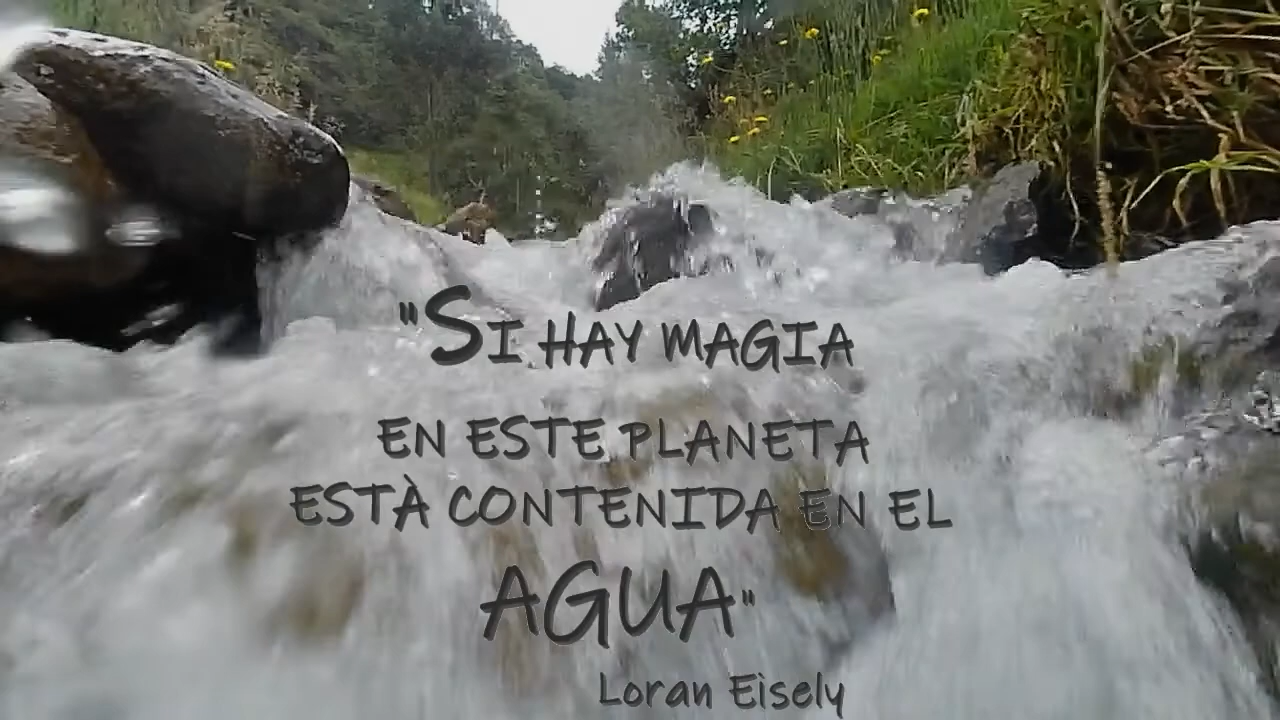 "SI HAY MAGIA
EN ESTE PLANETA
ESTÀ CONTENIDA EN EL
AGUA"
Loran Eisely